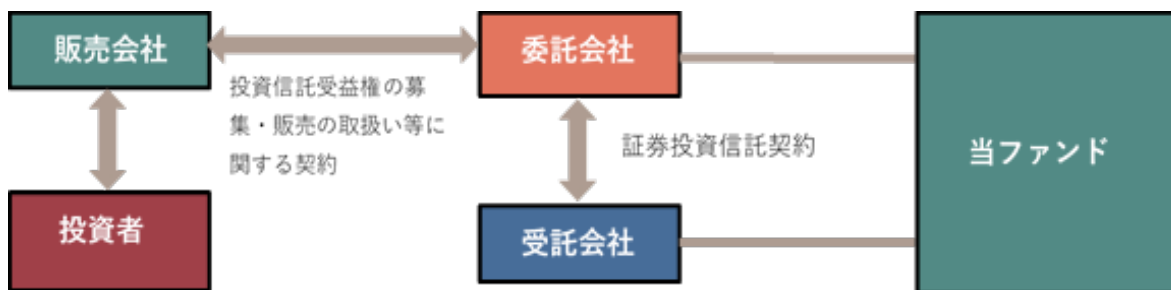 販売会社
委託会社
投資信託受益権の募
集・販売の取扱い等に
関する契約
証券投資信託契約
当ファンド
投資者
受託会社